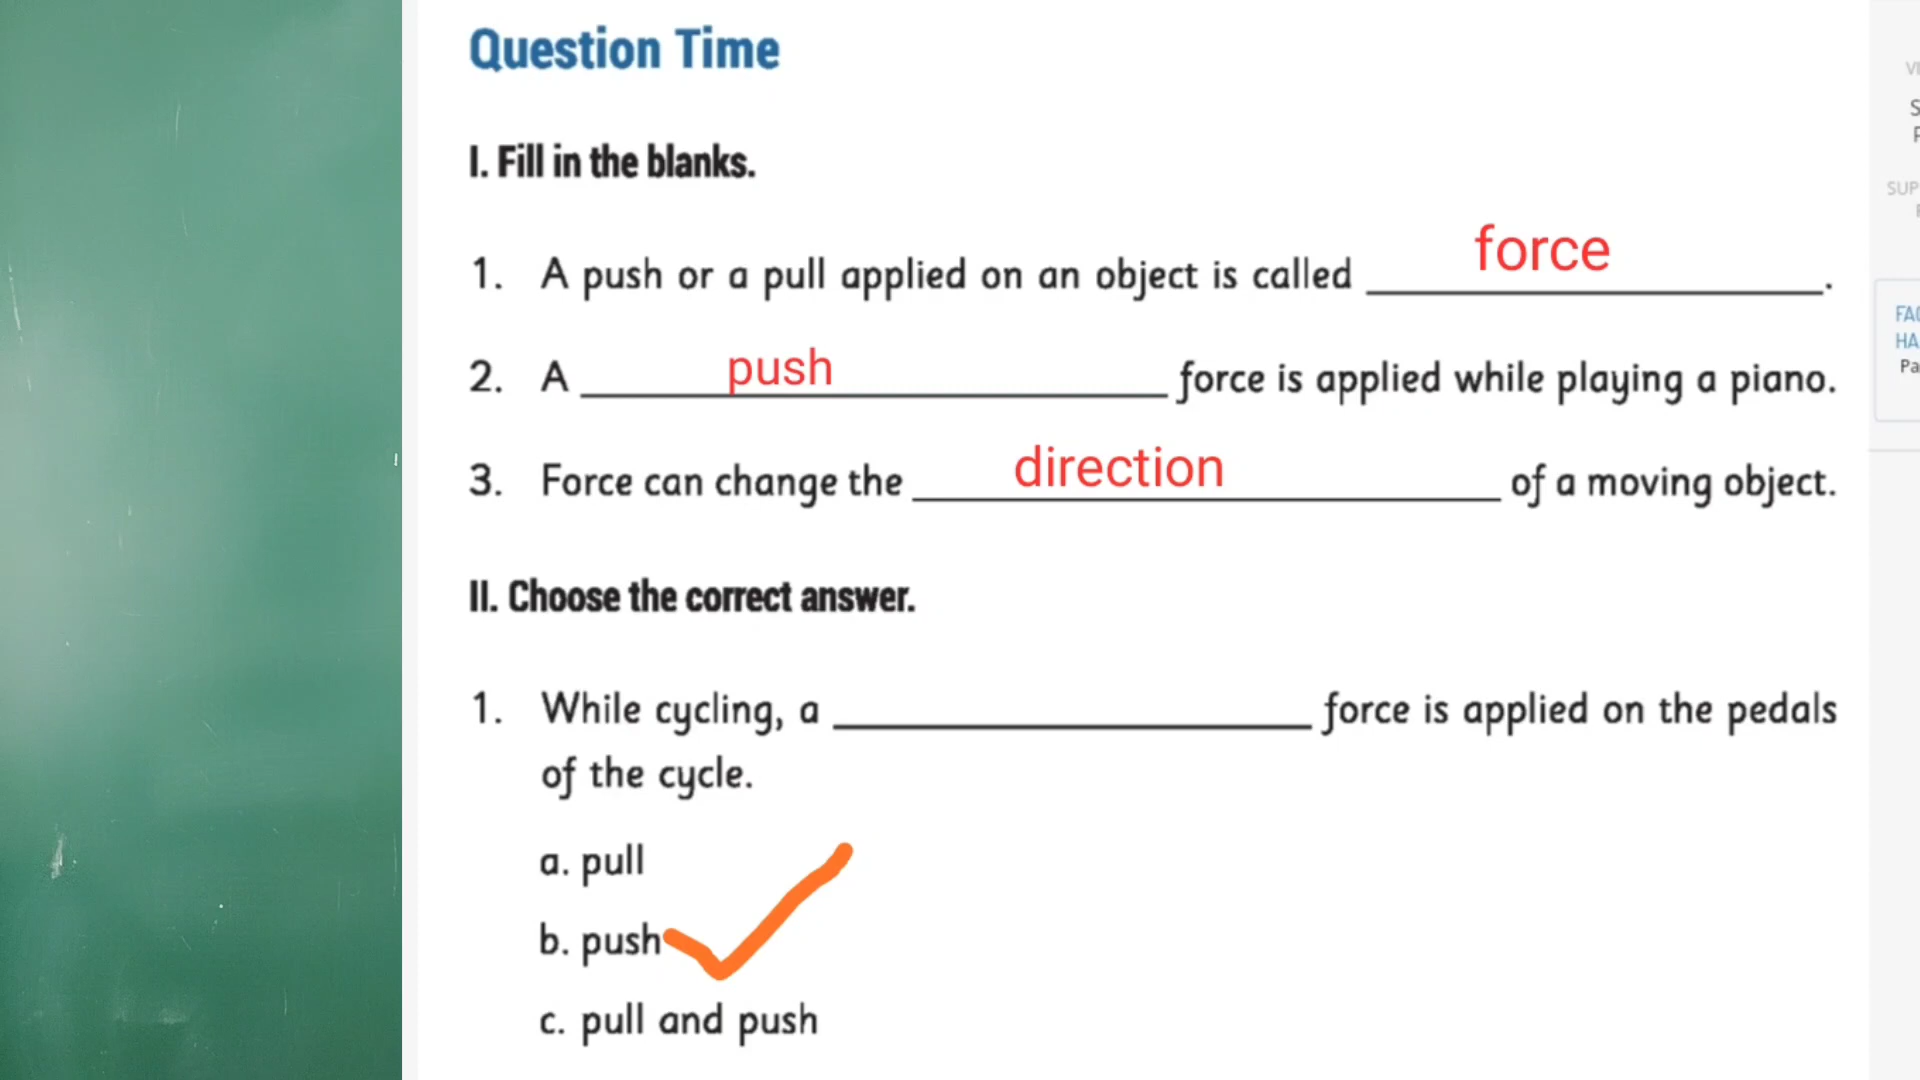 Question Time
I. Fill in the blanks.
1. A push or a pull applied on an object is called force.
2. A push force is applied while playing a piano.
3. Force can change the direction of a moving object.
II. Choose the correct answer.
1. While cycling, a ____________ force is applied on the pedals
of the cycle.
a. pull
b. push
c. pull and push